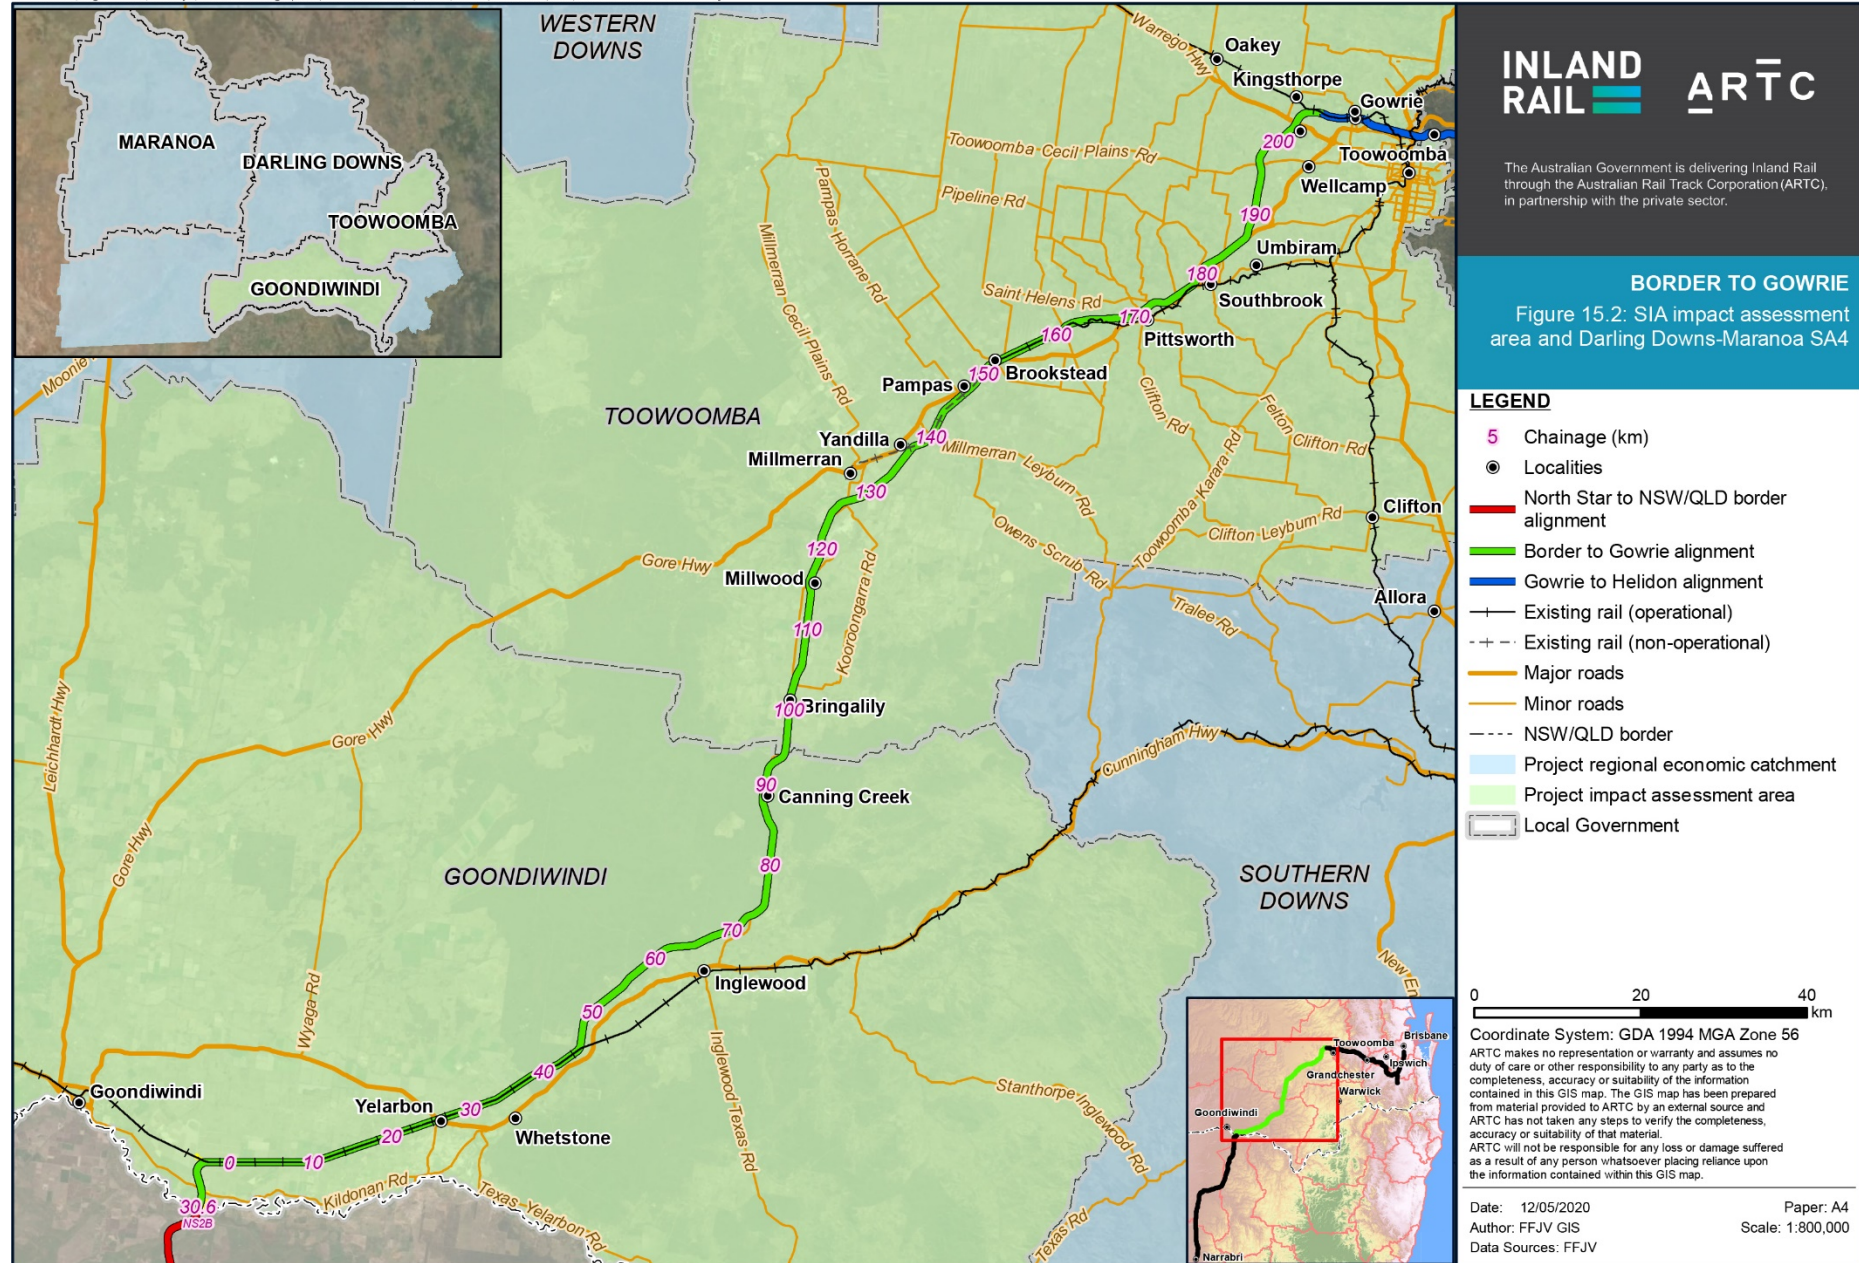 WESTERN
DOWNS
Warrego Hwy
Oakey
Kingsthorpe
Gowrie
200
Toowoomba
Wellcamp
Toowoomba Cecil Plains Rd
Pampas Horrane Rd
Pipeline Rd
190
Millmerran Cecil Plains Rd
Umbiram
180
Southbrook
Saint Helens Rd
170
160
Pittsworth
Brookstead
150
Pampas
TOOWOOMBA
Yandilla
140
Millmerran
Millmerran Leyburn Rd
Clifton Rd
Felton Clifton Rd
Toowoomba Karara Rd
130
Clifton
Clifton Leyburn Rd
Owens Scrub Rd
120
Gore Hwy
Millwood
Kooroongarra Rd
Allora
Tralee Rd
110
100
Bringalily
Leichhardt Hwy
Gore Hwy
Cunningham Hwy
90
Canning Creek
Gore Hwy
80
GOONDIWINDI
SOUTHERN
DOWNS
70
60
Inglewood
New En
50
Wyaga Rd
Inglewood Texas Rd
40
Goondiwindi
Yelarbon
30
Whetstone
20
Stanthorpe Inglewood Rd
0
10
Kildonan Rd
Texas Yelarbon Rd
Texas Rd
30.6
NS2B
MARANOA
DARLING DOWNS
TOOWOOMBA
GOONDIWINDI
Moonie
Brisbane
Toowoomba
Ipswich
Grandchester
Warwick
Goondiwindi
Narrabri
INLAND
RAIL
ARTC
The Australian Government is delivering Inland Rail
through the Australian Rail Track Corporation (ARTC),
in partnership with the private sector.
BORDER TO GOWRIE
Figure 15.2: SIA impact assessment
area and Darling Downs-Maranoa SA4
LEGEND
5 Chainage (km)
Localities
North Star to NSW/QLD border
alignment
Border to Gowrie alignment
Gowrie to Helidon alignment
Existing rail (operational)
Existing rail (non-operational)
Major roads
Minor roads
NSW/QLD border
Project regional economic catchment
Project impact assessment area
Local Government
0 20 40
km
Coordinate System: GDA 1994 MGA Zone 56
ARTC makes no representation or warranty and assumes no
duty of care or other responsibility to any party as to the
completeness, accuracy or suitability of the information
contained in this GIS map. The GIS map has been prepared
from material provided to ARTC by an external source and
ARTC has not taken any steps to verify the completeness,
accuracy or suitability of that material.
ARTC will not be responsible for any loss or damage suffered
as a result of any person whatsoever placing reliance upon
the information contained within this GIS map.
Date: 12/05/2020 Paper: A4
Author: FFJV GIS Scale: 1:800,000
Data Sources: FFJV